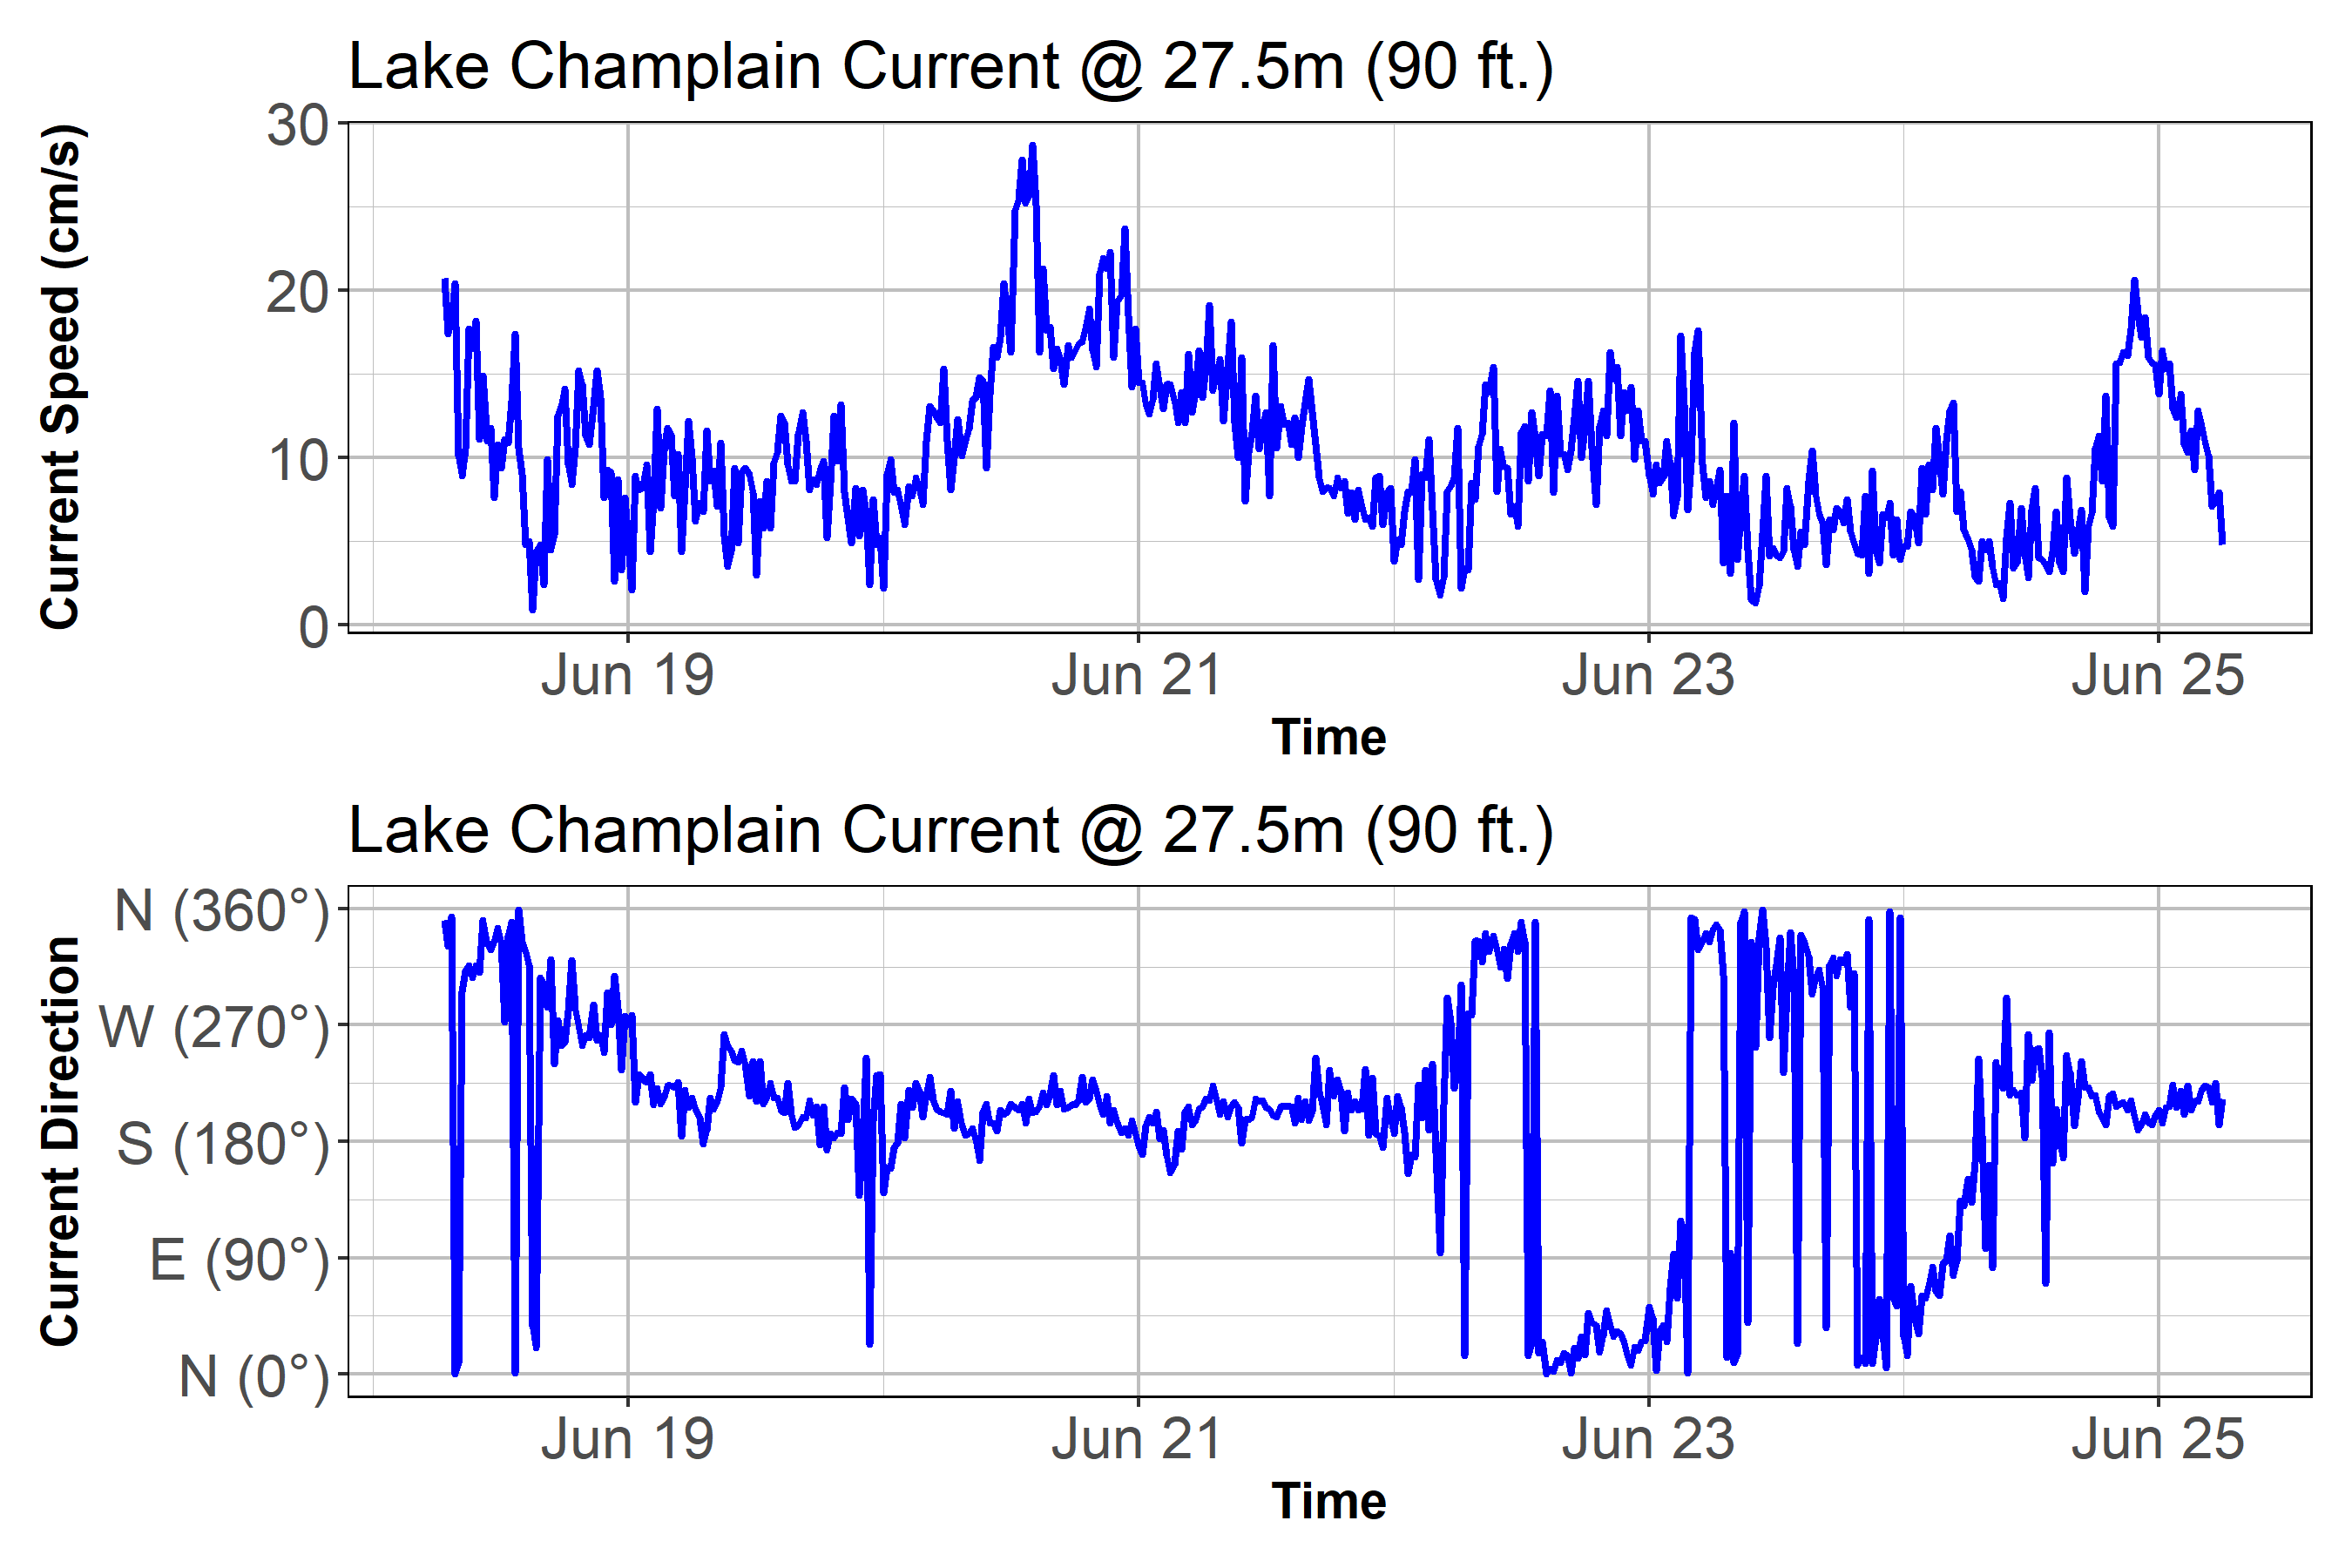 Lake Champlain Current @ 27.5m (90 ft.)
Current Speed (cm/s)
30
20
10
0
Jun 19 Jun 21 Jun 23 Jun 25
Time
Lake Champlain Current @ 27.5m (90 ft.)
Current Direction
N (360°)
W (270°)
S (180°)
E (90°)
N (0°)
Jun 19 Jun 21 Jun 23 Jun 25
Time